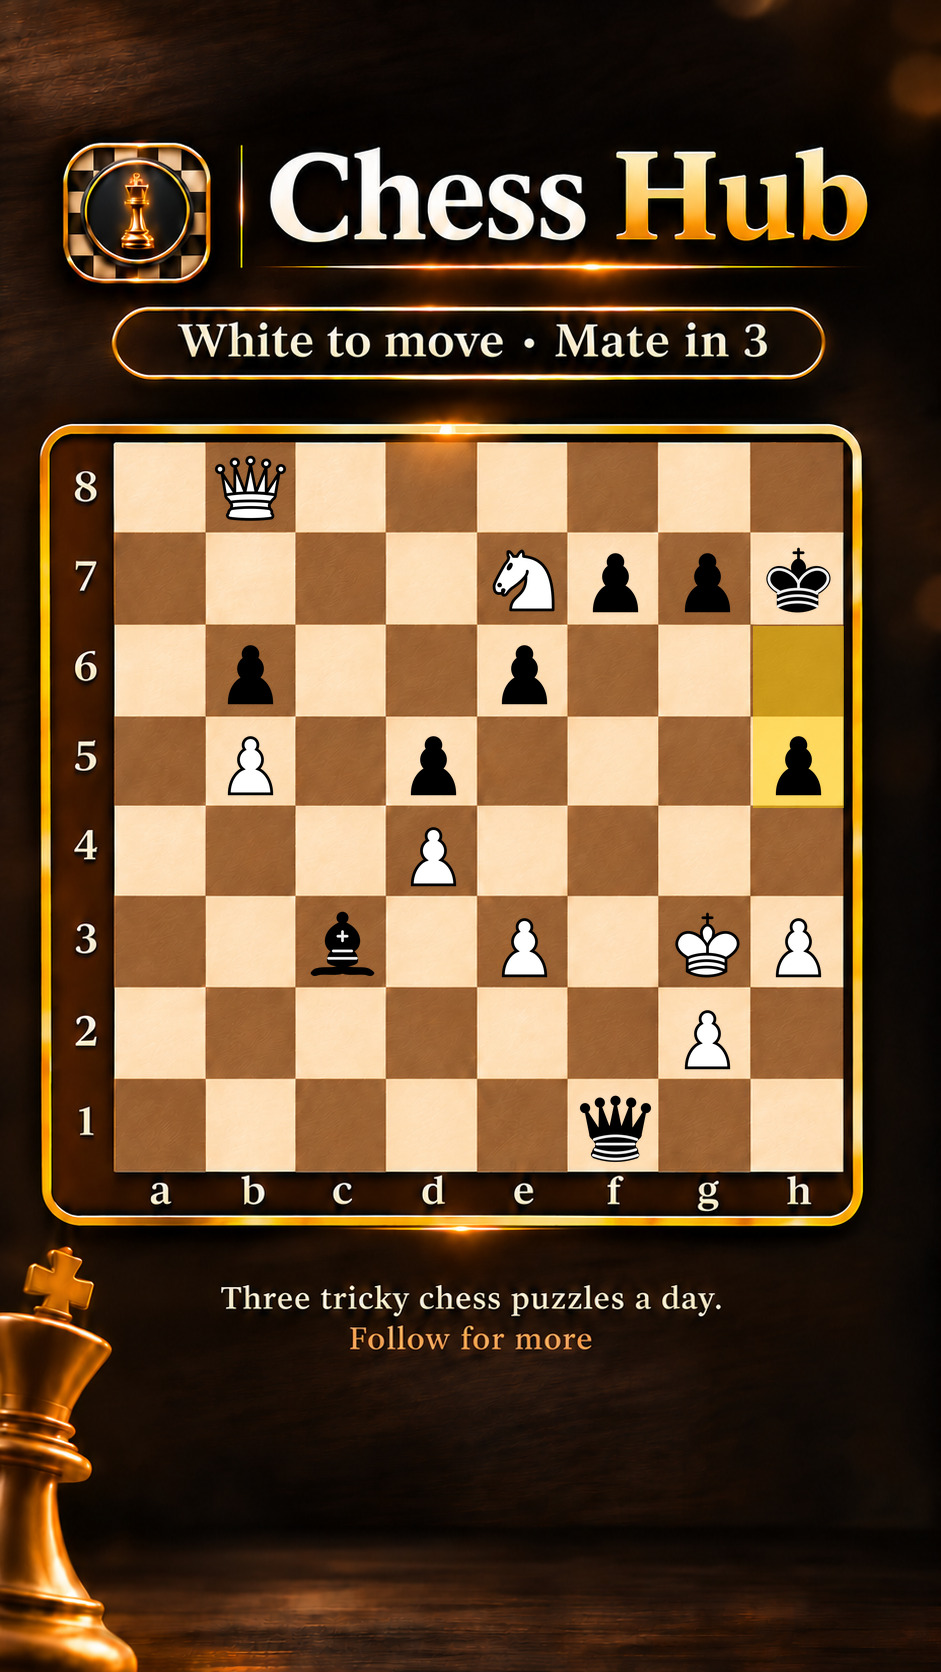 Chess Hub
White to move • Mate in 3
8
7
6
5
4
3
2
1
a b c d e f g h
Three tricky chess puzzles a day.
Follow for more